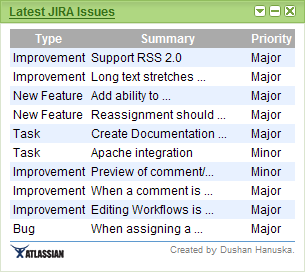 Latest JIRA Issues
Type Summary Priority
Improvement Support RSS 2.0 Major
Improvement Long text stretches ... Major
New Feature Add ability to ... Major
New Feature Reassignment should ... Major
Task Create Documentation ... Major
Task Apache integration Minor
Improvement Preview of comment/... Minor
Improvement When a comment is ... Major
Improvement Editing Workflows is ... Major
Bug When assigning a ... Major
ATLASSIAN Created by Dushan Hanuska.